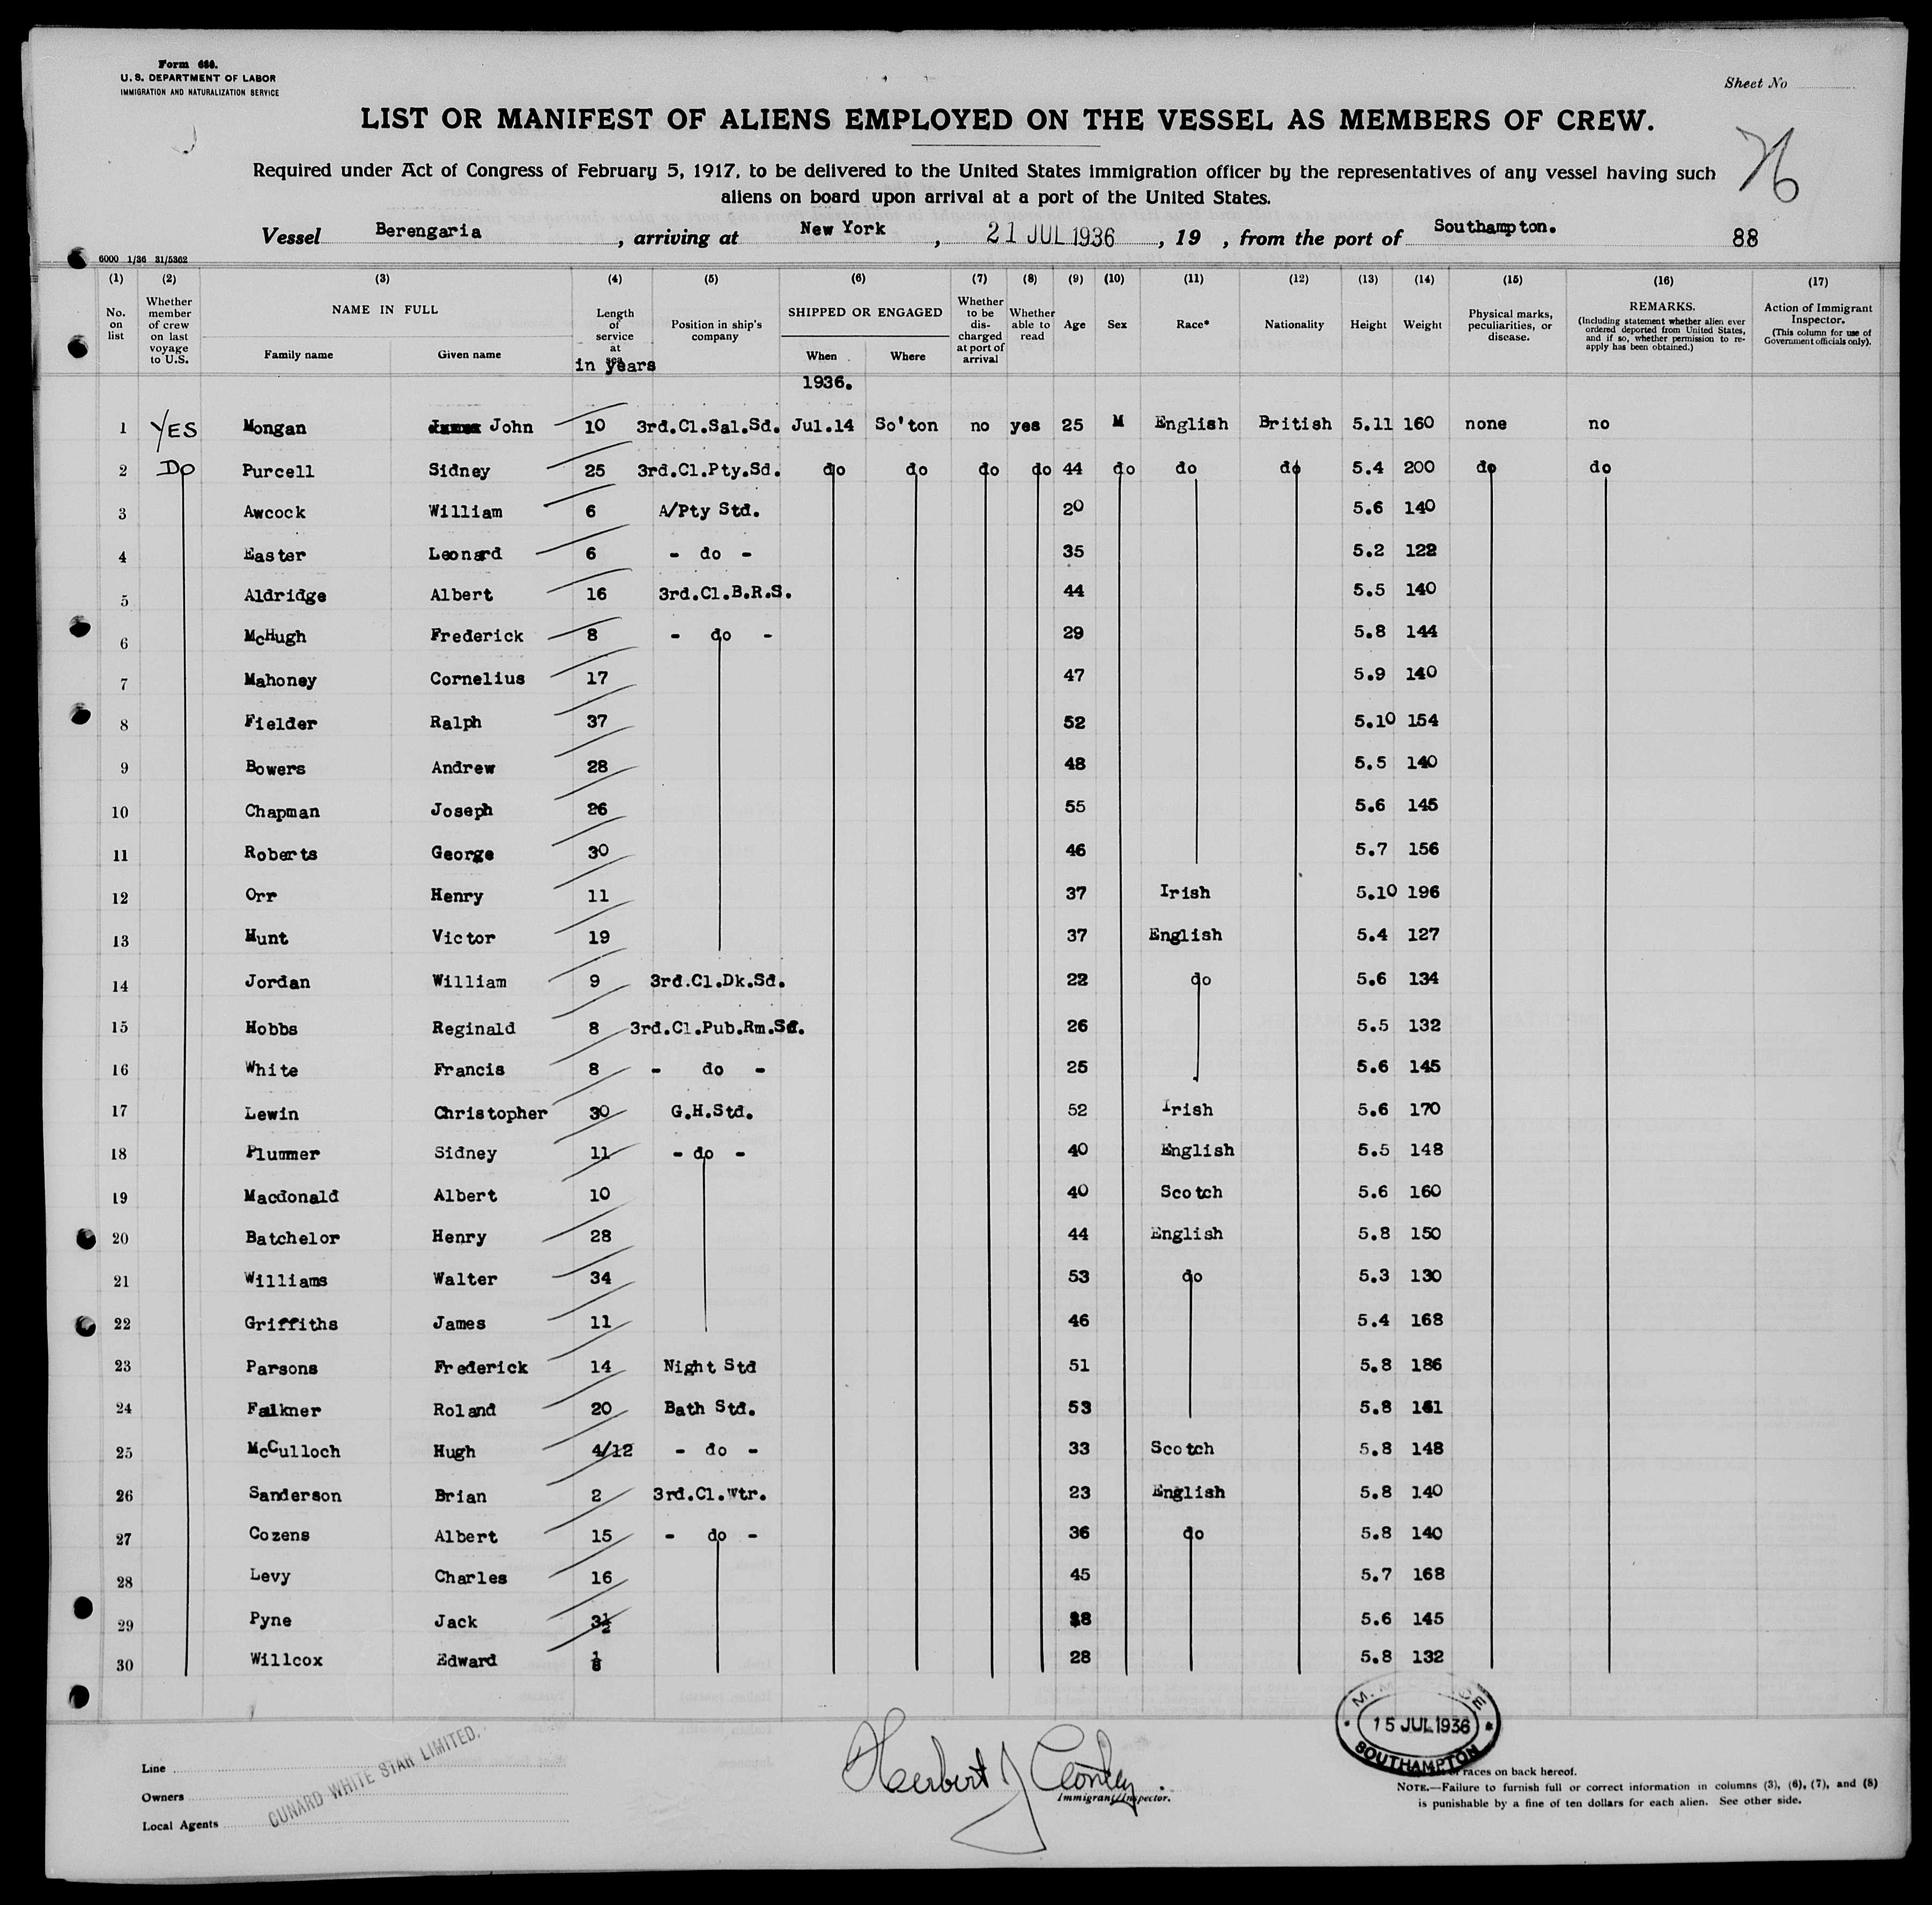 Form 680.
U. S. DEPARTMENT OF LABOR
IMMIGRATION AND NATURALIZATION SERVICE
Sheet No
LIST OR MANIFEST OF ALIENS EMPLOYED ON THE VESSEL AS MEMBERS OF CREW.
76
Required under Act of Congress of February 5, 1917, to be delivered to the United States immigration officer by the representatives of any vessel having such
aliens on board upon arrival at a port of the United States.
Vessel Berengaria, arriving at New York, 21 JUL 1936, 19 , from the port of Southampton. 88
6000 1/36 31/5362
(1) (2) (3) (4) (5) (6) (7) (8) (9) (10) (11) (12) (13) (14) (15) (16) (17)
No. on list
Whether member of crew on last voyage to U.S.
NAME IN FULL
Family name Given name
Length of service at sea in years
Position in ship's company
SHIPPED OR ENGAGED
When Where
Whether to be discharged at port of arrival
Whether able to read
Age Sex Race* Nationality Height Weight
Physical marks, peculiarities, or disease.
REMARKS.
(Including statement whether alien ever ordered deported from United States, and if so, whether permission to re-apply has been obtained.)
Action of Immigrant Inspector.
(This column for use of Government officials only).
1936.
1 YES Mongan John 10 3rd.Cl.Sal.Sd. Jul.14 So'ton no yes 25 M English British 5.11 160 none no
2 Do Purcell Sidney 25 3rd.Cl.Pty.Sd. do do do do 44 do do do 5.4 200 do do
3 Awcock William 6 A/Pty Std. 20 5.6 140
4 Easter Leonard 6 - do - 35 5.2 122
5 Aldridge Albert 16 3rd.Cl.B.R.S. 44 5.5 140
6 McHugh Frederick 8 - do - 29 5.8 144
7 Mahoney Cornelius 17 47 5.9 140
8 Fielder Ralph 37 52 5.10 154
9 Bowers Andrew 28 48 5.5 140
10 Chapman Joseph 26 55 5.6 145
11 Roberts George 30 46 5.7 156
12 Orr Henry 11 37 Irish 5.10 196
13 Hunt Victor 19 37 English 5.4 127
14 Jordan William 9 3rd.Cl.Dk.Sd. 22 do 5.6 134
15 Hobbs Reginald 8 3rd.Cl.Pub.Rm.Sd. 26 5.5 132
16 White Francis 8 - do - 25 5.6 145
17 Lewin Christopher 30 G.H.Std. 52 Irish 5.6 170
18 Plummer Sidney 11 - do - 40 English 5.5 148
19 Macdonald Albert 10 40 Scotch 5.6 160
20 Batchelor Henry 28 44 English 5.8 150
21 Williams Walter 34 53 do 5.3 130
22 Griffiths James 11 46 5.4 168
23 Parsons Frederick 14 Night Std 51 5.8 186
24 Falkner Roland 20 Bath Std. 53 5.8 161
25 McCulloch Hugh 4/12 - do - 33 Scotch 5.8 148
26 Sanderson Brian 2 3rd.Cl.Wtr. 23 English 5.8 140
27 Cozens Albert 15 - do - 36 do 5.8 140
28 Levy Charles 16 45 5.7 168
29 Pyne Jack 3½ 5.6 145
30 Willcox Edward 28 5.8 132
15 JUL 1936
SOUTHAMPTON
Line
Owners
Local Agents
CUNARD WHITE STAR LIMITED.
Herbert J
Immigrant Inspector.
races on back hereof.
NOTE.—Failure to furnish full or correct information in columns (3), (6), (7), and (8)
is punishable by a fine of ten dollars for each alien. See other side.